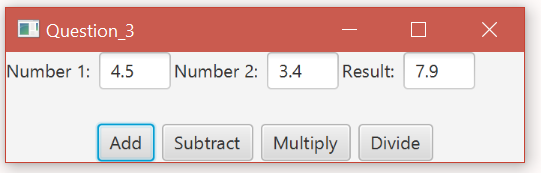 Question_3
Number 1: 4.5 Number 2: 3.4 Result: 7.9
Add Subtract Multiply Divide